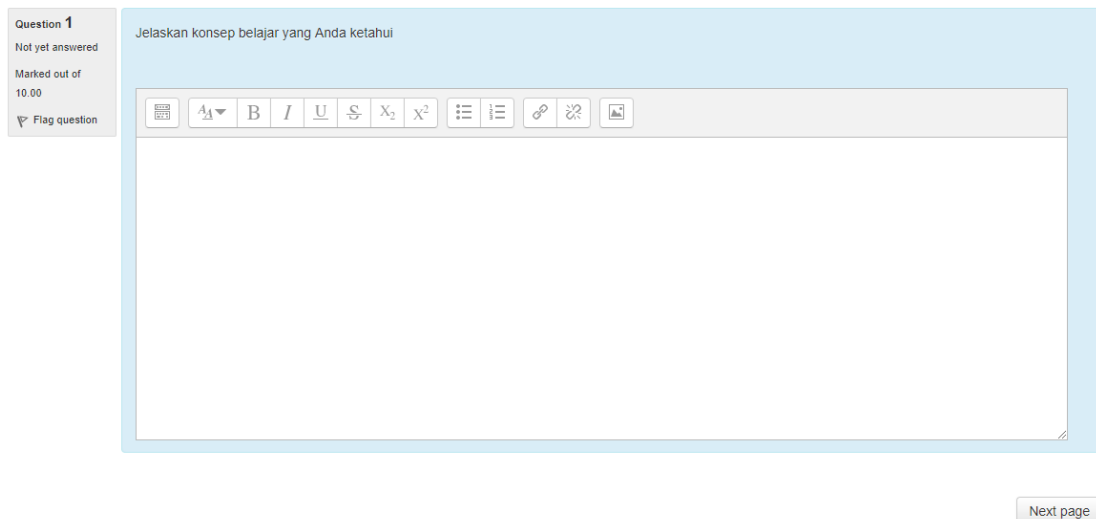 Question 1
Not yet answered
Marked out of
10.00
Flag question
Jelaskan konsep belajar yang Anda ketahui
Next page